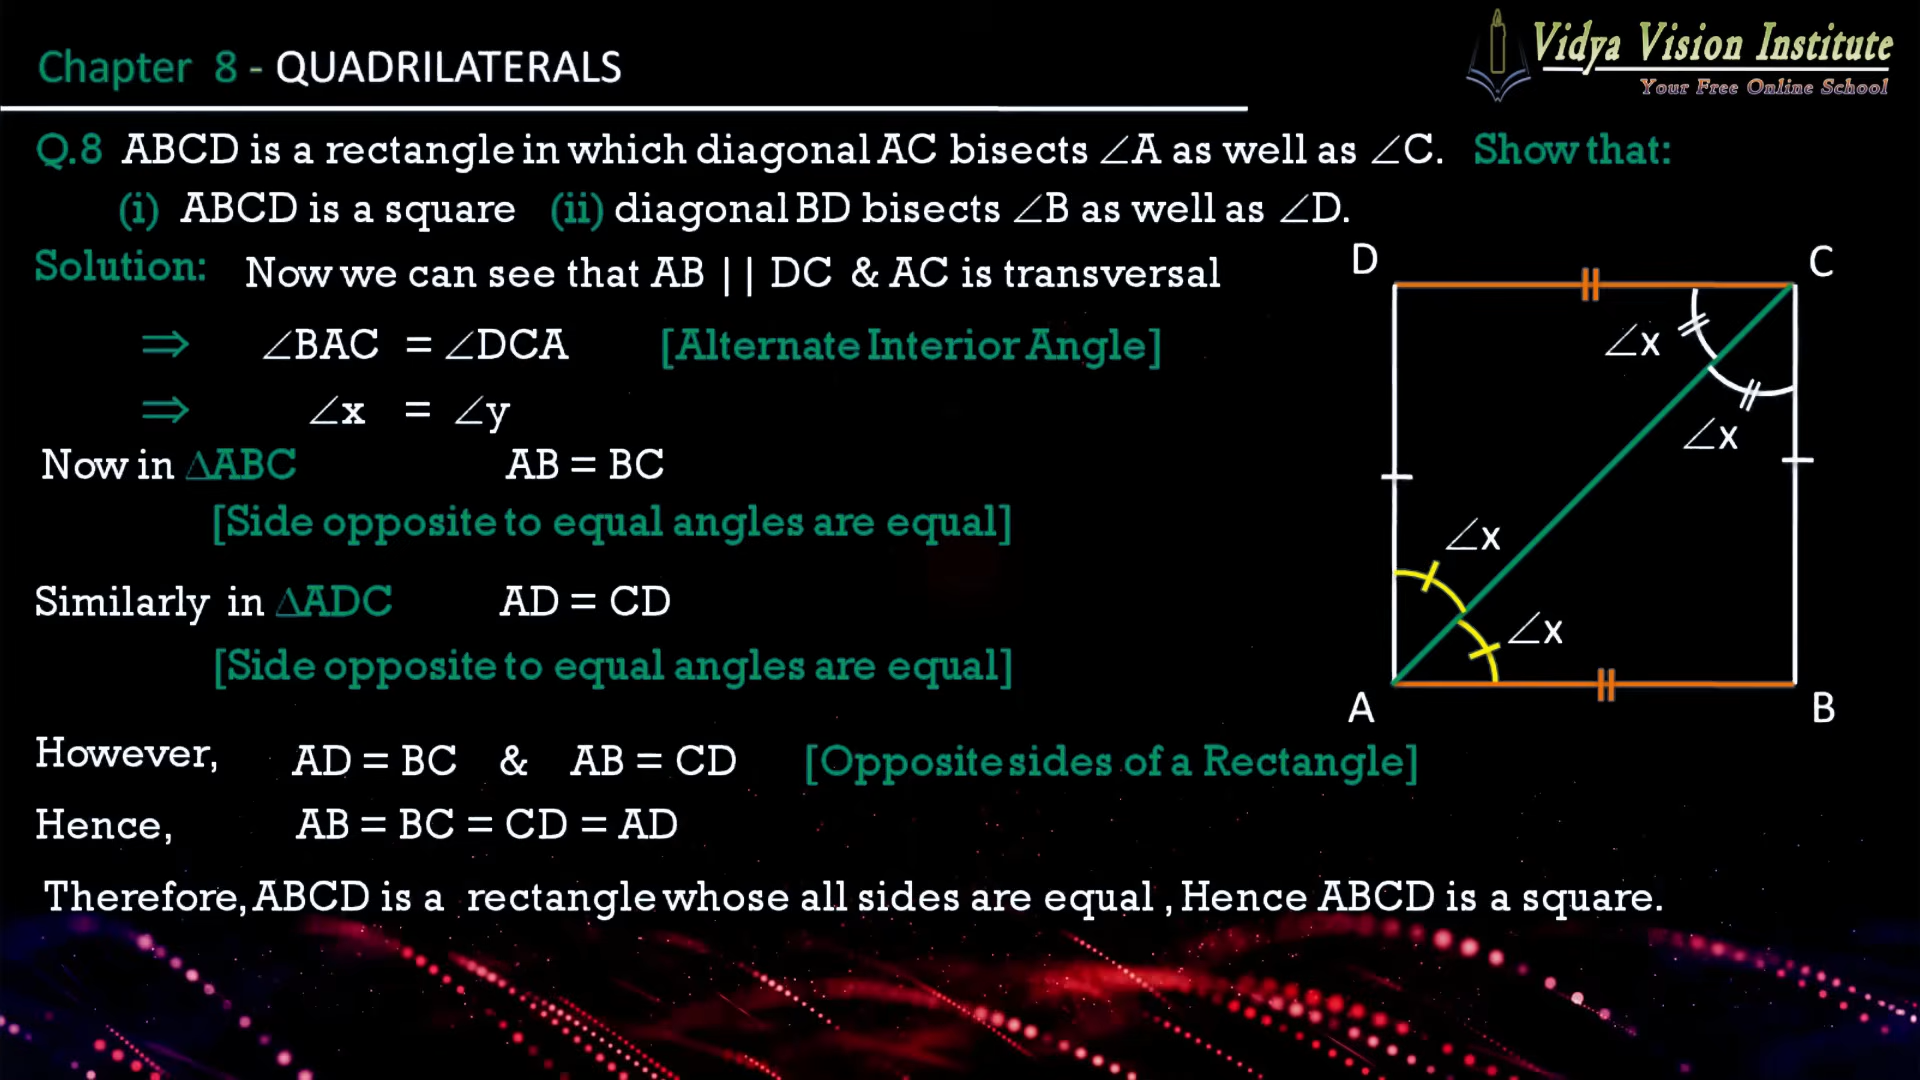 Chapter 8 - QUADRILATERALS
Vidya Vision Institute
Your Free Online School
Q.8 ABCD is a rectangle in which diagonal AC bisects ∠A as well as ∠C. Show that:
(i) ABCD is a square (ii) diagonal BD bisects ∠B as well as ∠D.
Solution: Now we can see that AB || DC & AC is transversal
⇒ ∠BAC = ∠DCA [Alternate Interior Angle]
⇒ ∠x = ∠y
Now in ΔABC AB = BC
[Side opposite to equal angles are equal]
Similarly in ΔADC AD = CD
[Side opposite to equal angles are equal]
However, AD = BC & AB = CD [Opposite sides of a Rectangle]
Hence, AB = BC = CD = AD
Therefore, ABCD is a rectangle whose all sides are equal , Hence ABCD is a square.
D C
∠x
∠x
∠x
∠x
A B